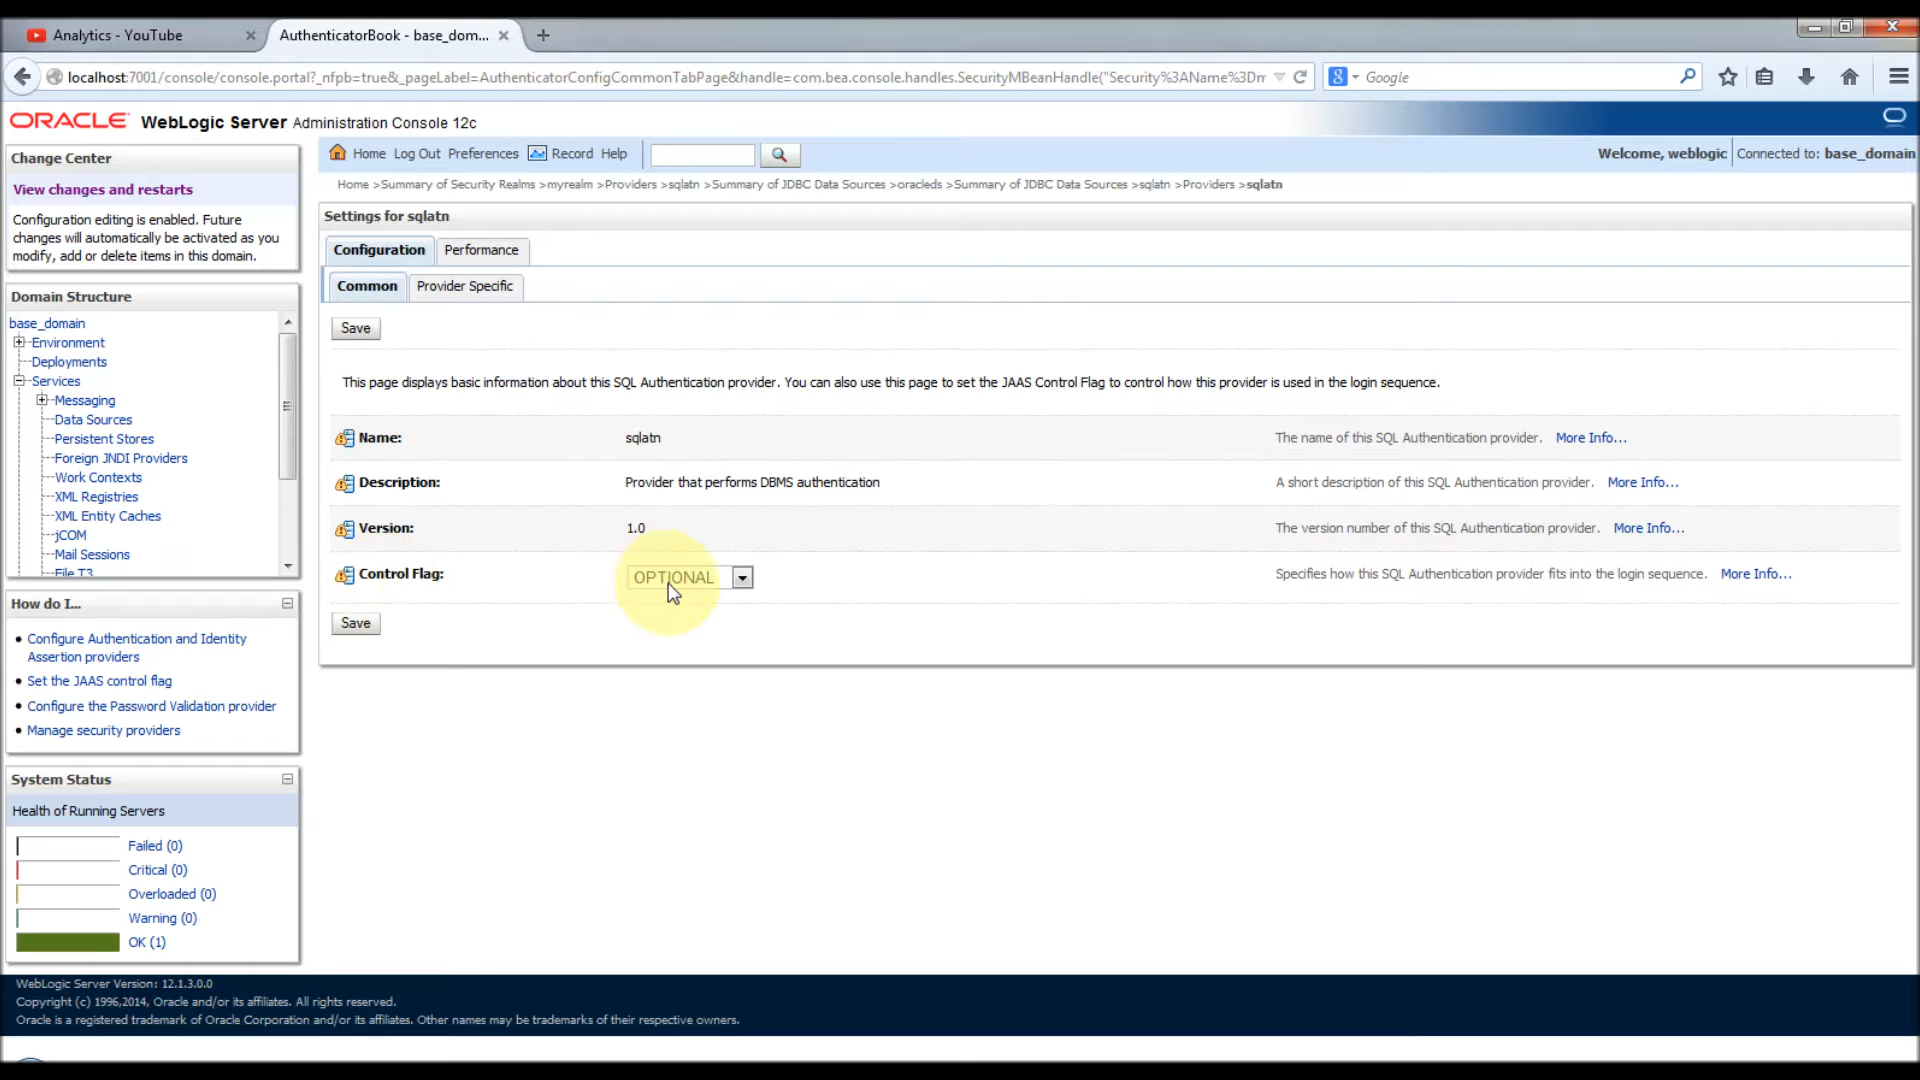 Analytics - YouTube
AuthenticatorBook - base_dom...
localhost:7001/console/console.portal?_nfpb=true&_pageLabel=AuthenticatorConfigCommonTabPage&handle=com.bea.console.handles.SecurityMBeanHandle("Security%3AName%3Dm
Google
ORACLE WebLogic Server Administration Console 12c
Change Center
View changes and restarts
Configuration editing is enabled. Future
changes will automatically be activated as you
modify, add or delete items in this domain.
Domain Structure
base_domain
Environment
Deployments
Services
Messaging
Data Sources
Persistent Stores
Foreign JNDI Providers
Work Contexts
XML Registries
XML Entity Caches
jCOM
Mail Sessions
File T3
How do I...
Configure Authentication and Identity
Assertion providers
Set the JAAS control flag
Configure the Password Validation provider
Manage security providers
System Status
Health of Running Servers
Failed (0)
Critical (0)
Overloaded (0)
Warning (0)
OK (1)
Home Log Out Preferences Record Help
Welcome, weblogic Connected to: base_domain
Home >Summary of Security Realms >myrealm >Providers >sqlatn >Summary of JDBC Data Sources >oracleds >Summary of JDBC Data Sources >sqlatn >Providers >sqlatn
Settings for sqlatn
Configuration Performance
Common Provider Specific
Save
This page displays basic information about this SQL Authentication provider. You can also use this page to set the JAAS Control Flag to control how this provider is used in the login sequence.
Name: sqlatn The name of this SQL Authentication provider. More Info...
Description: Provider that performs DBMS authentication A short description of this SQL Authentication provider. More Info...
Version: 1.0 The version number of this SQL Authentication provider. More Info...
Control Flag: OPTIONAL Specifies how this SQL Authentication provider fits into the login sequence. More Info...
Save
WebLogic Server Version: 12.1.3.0.0
Copyright (c) 1996,2014, Oracle and/or its affiliates. All rights reserved.
Oracle is a registered trademark of Oracle Corporation and/or its affiliates. Other names may be trademarks of their respective owners.